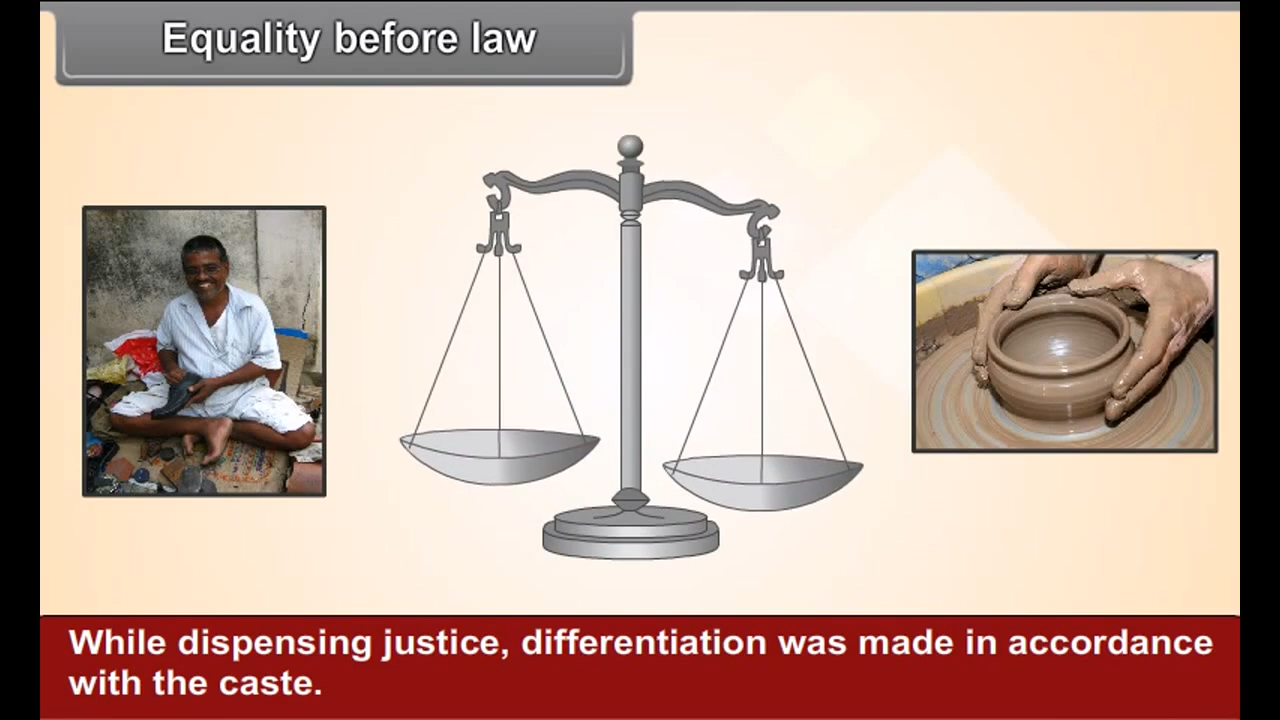 Equality before law
While dispensing justice, differentiation was made in accordance
with the caste.